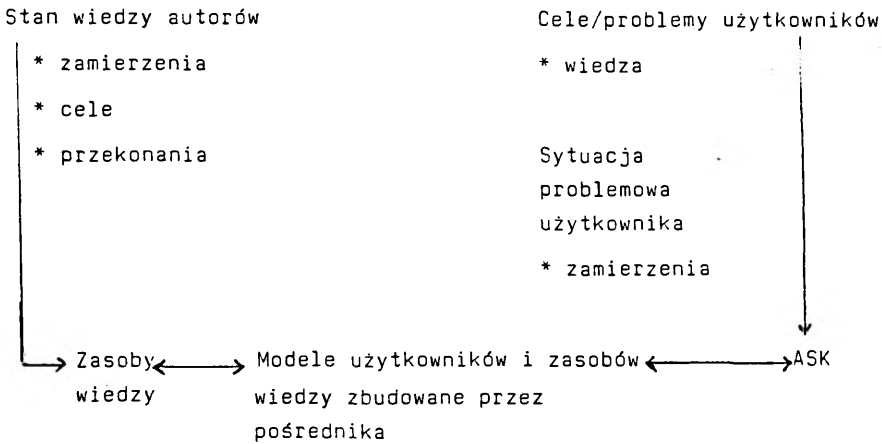 Stan wiedzy autorów
* zamierzenia
* cele
* przekonania
Cele/problemy użytkowników
* wiedza
Sytuacja
problemowa
użytkownika
* zamierzenia
Zasoby
wiedzy
Modele użytkowników i zasobów
wiedzy zbudowane przez
pośrednika
ASK